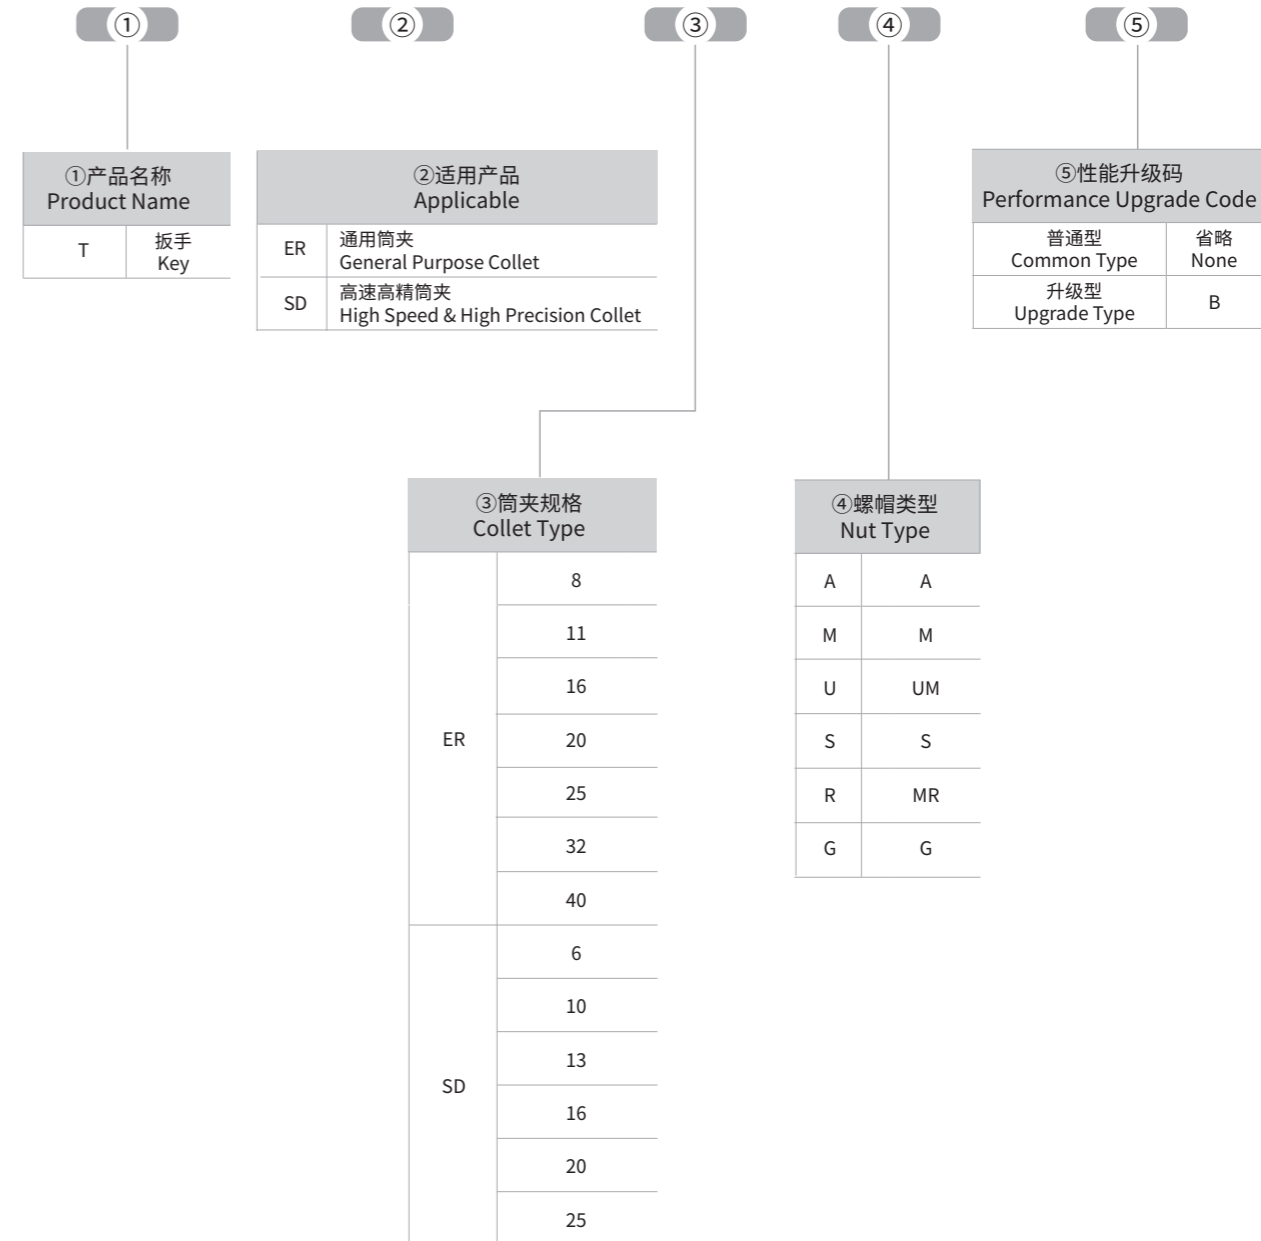 ①
②
③
④
⑤
①产品名称
Product Name
T
扳手
Key
②适用产品
Applicable
ER
通用筒夹
General Purpose Collet
SD
高速高精筒夹
High Speed & High Precision Collet
⑤性能升级码
Performance Upgrade Code
普通型
Common Type
省略
None
升级型
Upgrade Type
B
③筒夹规格
Collet Type
ER
8
11
16
20
25
32
40
SD
6
10
13
16
20
25
④螺帽类型
Nut Type
A A
M M
U UM
S S
R MR
G G